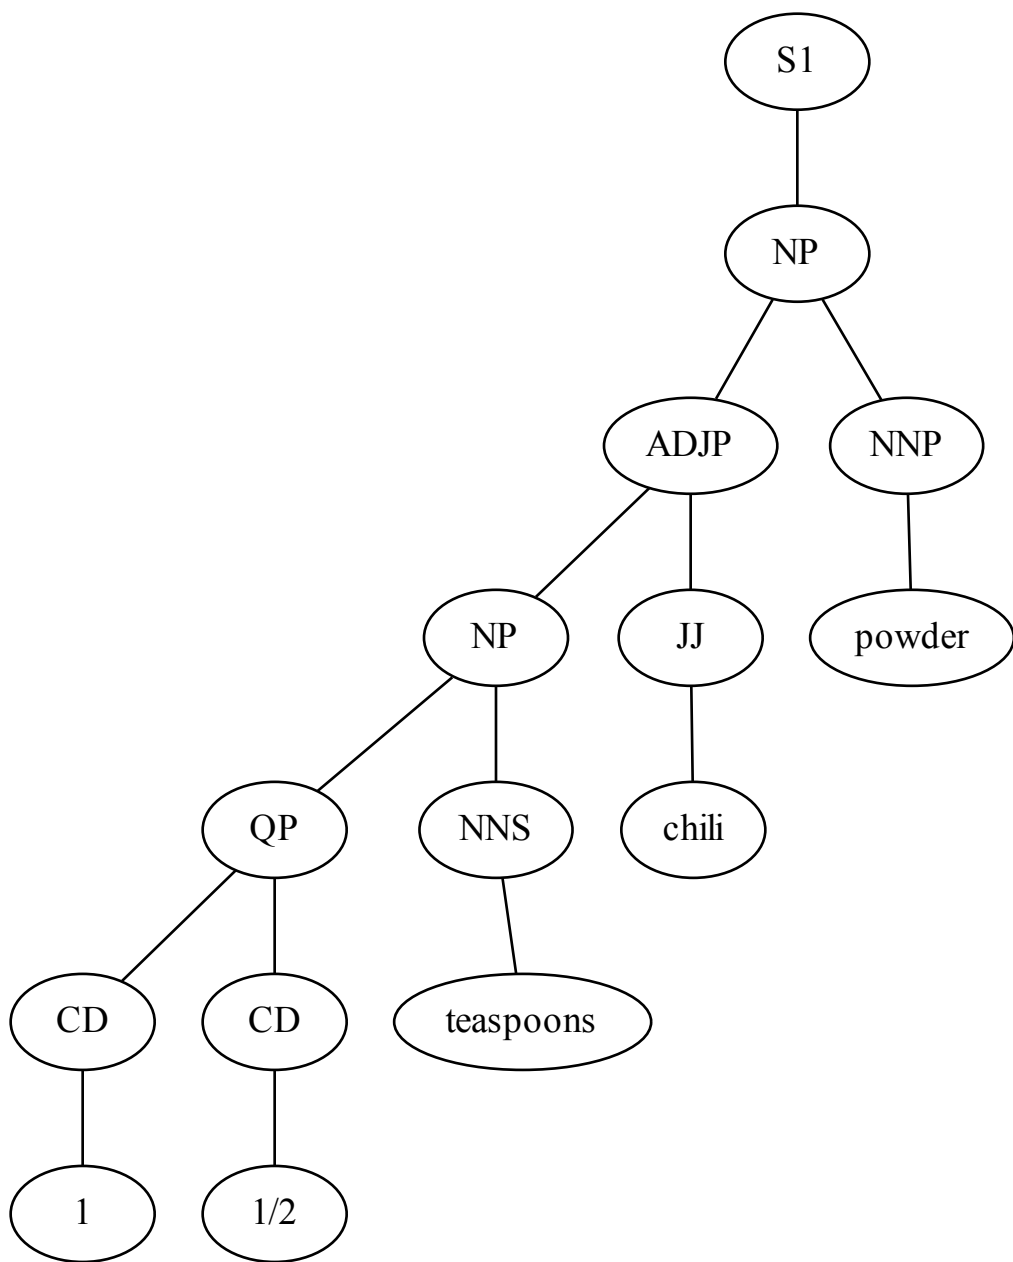 S1
NP
ADJP NNP
NP JJ powder
QP NNS chili
CD CD teaspoons
1 1/2